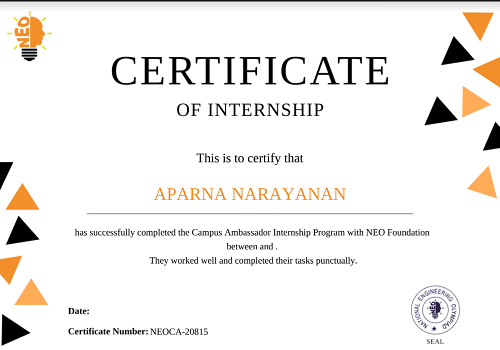 NEO
CERTIFICATE
OF INTERNSHIP
This is to certify that
APARNA NARAYANAN
has successfully completed the Campus Ambassador Internship Program with NEO Foundation
between and .
They worked well and completed their tasks punctually.
Date:
Certificate Number: NEOCA-20815
NATIONAL ENGINEERING OLYMPIAD
SEAL